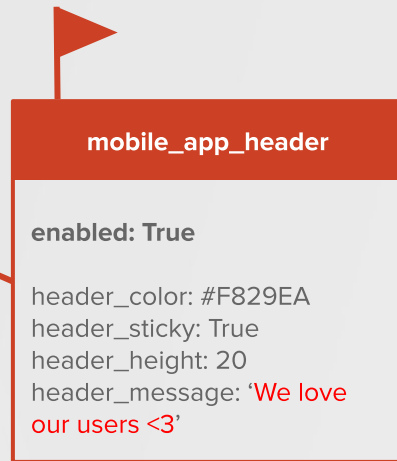 mobile_app_header
enabled: True
header_color: #F829EA
header_sticky: True
header_height: 20
header_message: ‘We love
our users <3’